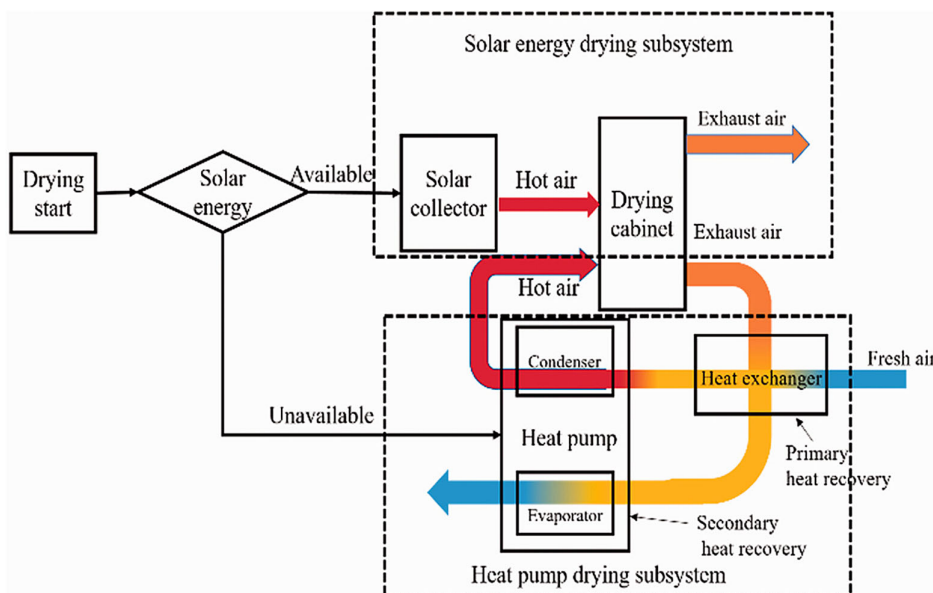 Solar energy drying subsystem
Exhaust air
Drying
start
Solar
energy
Available
Solar
collector
Hot air
Drying
cabinet
Exhaust air
Hot air
Condenser
Heat exchanger
Fresh air
Unavailable
Heat pump
Primary
heat recovery
Evaporator
Secondary
heat recovery
Heat pump drying subsystem